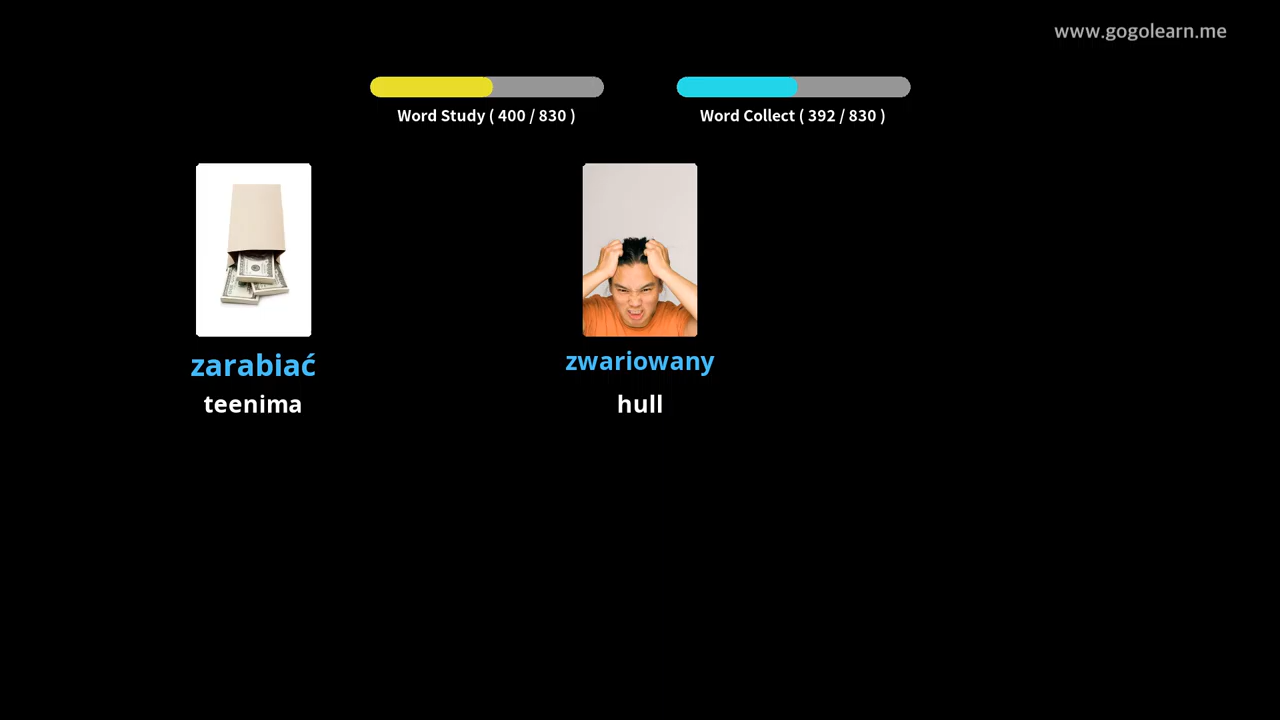 www.gogolearn.me
Word Study ( 400 / 830 )
Word Collect ( 392 / 830 )
zarabiać
teenima
zwariowany
hull